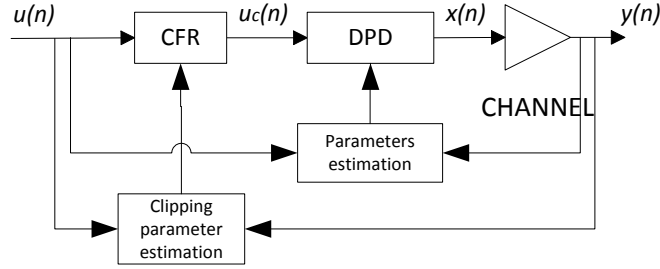 u(n)
CFR
uc(n)
DPD
x(n)
y(n)
CHANNEL
Parameters
estimation
Clipping
parameter
estimation